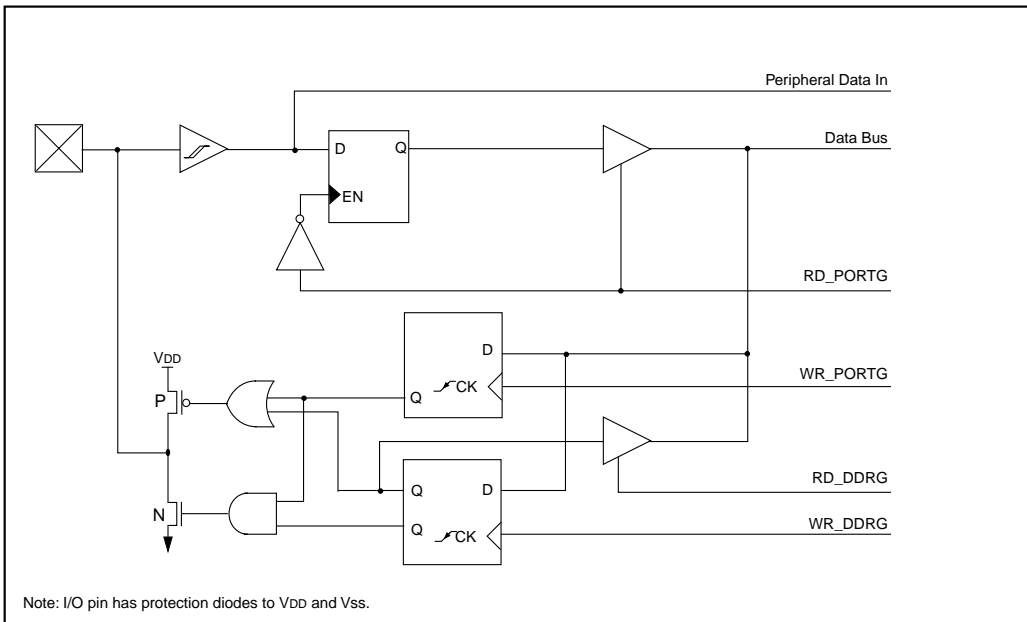 Peripheral Data In
Data Bus
D Q
EN
RD_PORTG
D
VDD
WR_PORTG
P
Q CK
RD_DDRG
Q D
N
Q CK
WR_DDRG
Note: I/O pin has protection diodes to VDD and Vss.